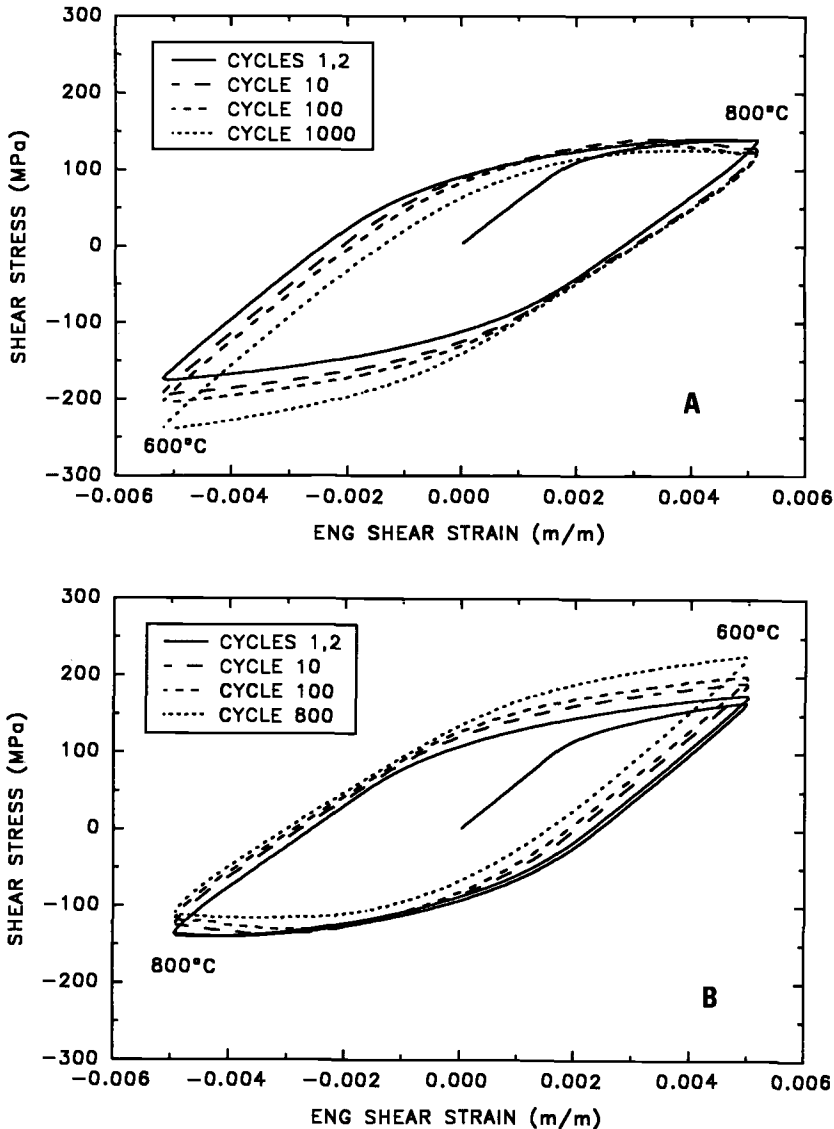 300
200
100
0
−100
−200
−300
SHEAR STRESS (MPa)
CYCLES 1,2
CYCLE 10
CYCLE 100
CYCLE 1000
800°C
600°C
A
−0.006 −0.004 −0.002 0.000 0.002 0.004 0.006
ENG SHEAR STRAIN (m/m)
300
200
100
0
−100
−200
−300
SHEAR STRESS (MPa)
CYCLES 1,2
CYCLE 10
CYCLE 100
CYCLE 800
600°C
800°C
B
−0.006 −0.004 −0.002 0.000 0.002 0.004 0.006
ENG SHEAR STRAIN (m/m)